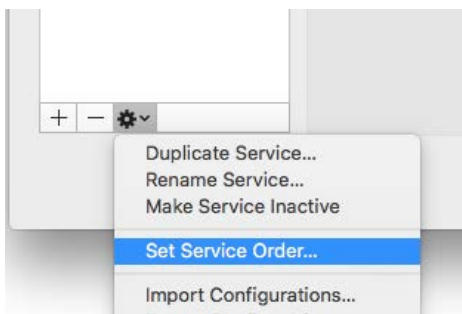 Duplicate Service...
Rename Service...
Make Service Inactive
Set Service Order...
Import Configurations...